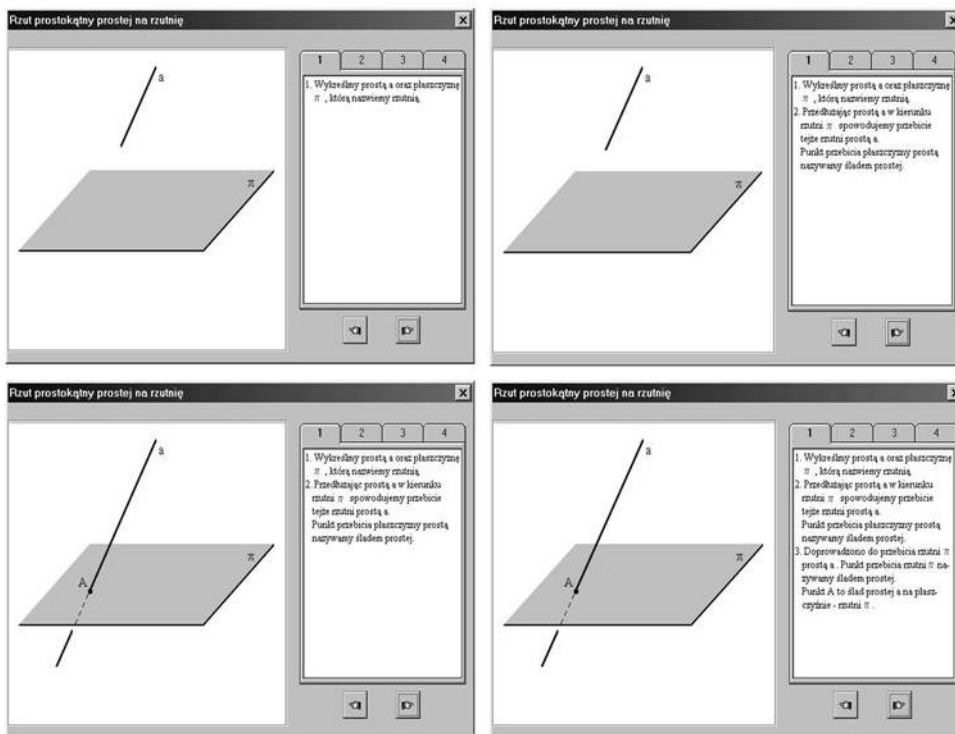 Rzut prostokątny prostej na rzutnię
a
π
1 2 3 4
1. Wykreślmy prostą a oraz płaszczyznę
π , którą nazwiemy rzutnią.
Rzut prostokątny prostej na rzutnię
a
π
1 2 3 4
1. Wykreślmy prostą a oraz płaszczyznę
π , którą nazwiemy rzutnią.
2. Przedłużając prostą a w kierunku
rzutni π spowodujemy przebicie
tejże rzutni prostą a.
Punkt przebicia płaszczyzny prostą
nazywamy śladem prostej.
Rzut prostokątny prostej na rzutnię
a
π
A
1 2 3 4
1. Wykreślmy prostą a oraz płaszczyznę
π , którą nazwiemy rzutnią.
2. Przedłużając prostą a w kierunku
rzutni π spowodujemy przebicie
tejże rzutni prostą a.
Punkt przebicia płaszczyzny prostą
nazywamy śladem prostej.
Rzut prostokątny prostej na rzutnię
a
π
A
1 2 3 4
1. Wykreślmy prostą a oraz płaszczyznę
π , którą nazwiemy rzutnią.
2. Przedłużając prostą a w kierunku
rzutni π spowodujemy przebicie
tejże rzutni prostą a.
Punkt przebicia płaszczyzny prostą
nazywamy śladem prostej.
3. Doprowadzono do przebicia rzutni π
prostą a . Punkt przebicia rzutni π na-
zywamy śladem prostej.
Punkt A to ślad prostej a na płasz-
czyźnie - rzutni π .